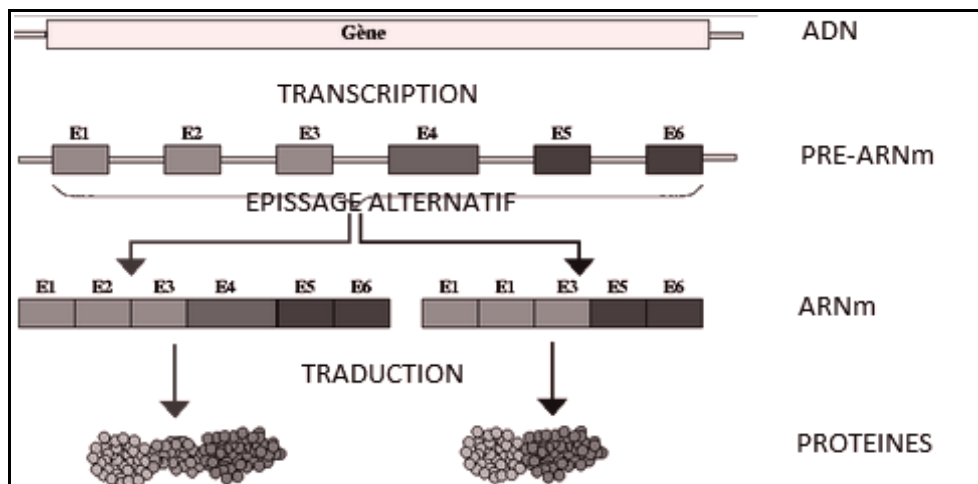 Gène ADN
TRANSCRIPTION
E1 E2 E3 E4 E5 E6
PRE-ARNm
EPISSAGE ALTERNATIF
E1 E2 E3 E4 E5 E6 E1 E1 E3 E5 E6
ARNm
TRADUCTION
PROTEINES